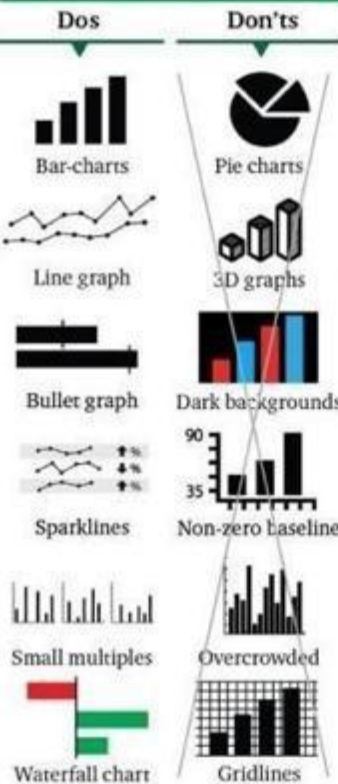 Dos
Don'ts
Bar-charts
Pie charts
Line graph
3D graphs
Bullet graph
Dark backgrounds
%
%
%
90
35
Sparklines
Non-zero baseline
Small multiples
Overcrowded
Waterfall chart
Gridlines